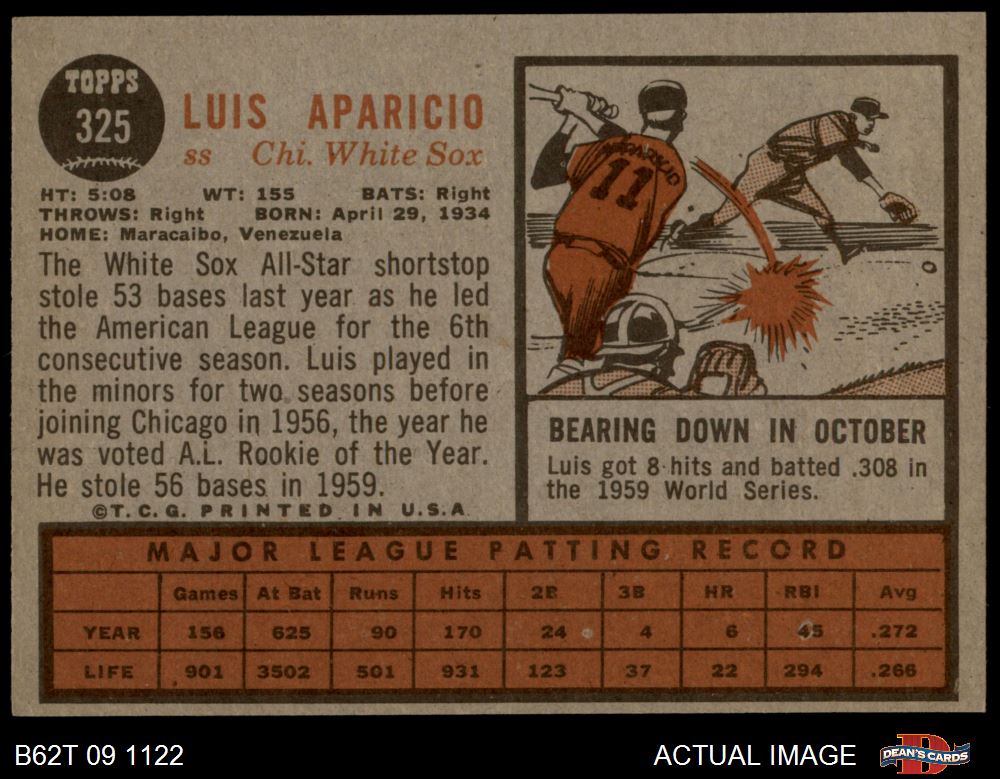 TOPPS
325
LUIS APARICIO
ss Chi. White Sox
HT: 5:08 WT: 155 BATS: Right
THROWS: Right BORN: April 29, 1934
HOME: Maracaibo, Venezuela
The White Sox All-Star shortstop
stole 53 bases last year as he led
the American League for the 6th
consecutive season. Luis played in
the minors for two seasons before
joining Chicago in 1956, the year he
was voted A.L. Rookie of the Year.
He stole 56 bases in 1959.
©T.C.G. PRINTED IN U.S.A.
APARICIO
11
BEARING DOWN IN OCTOBER
Luis got 8 hits and batted .308 in
the 1959 World Series.
MAJOR LEAGUE BATTING RECORD
Games At Bat Runs Hits 2B 3B HR RBI Avg
YEAR 156 625 90 170 24 4 6 45 .272
LIFE 901 3502 501 931 123 37 22 294 .266
B62T 09 1122
ACTUAL IMAGE
D
DEAN'S CARDS